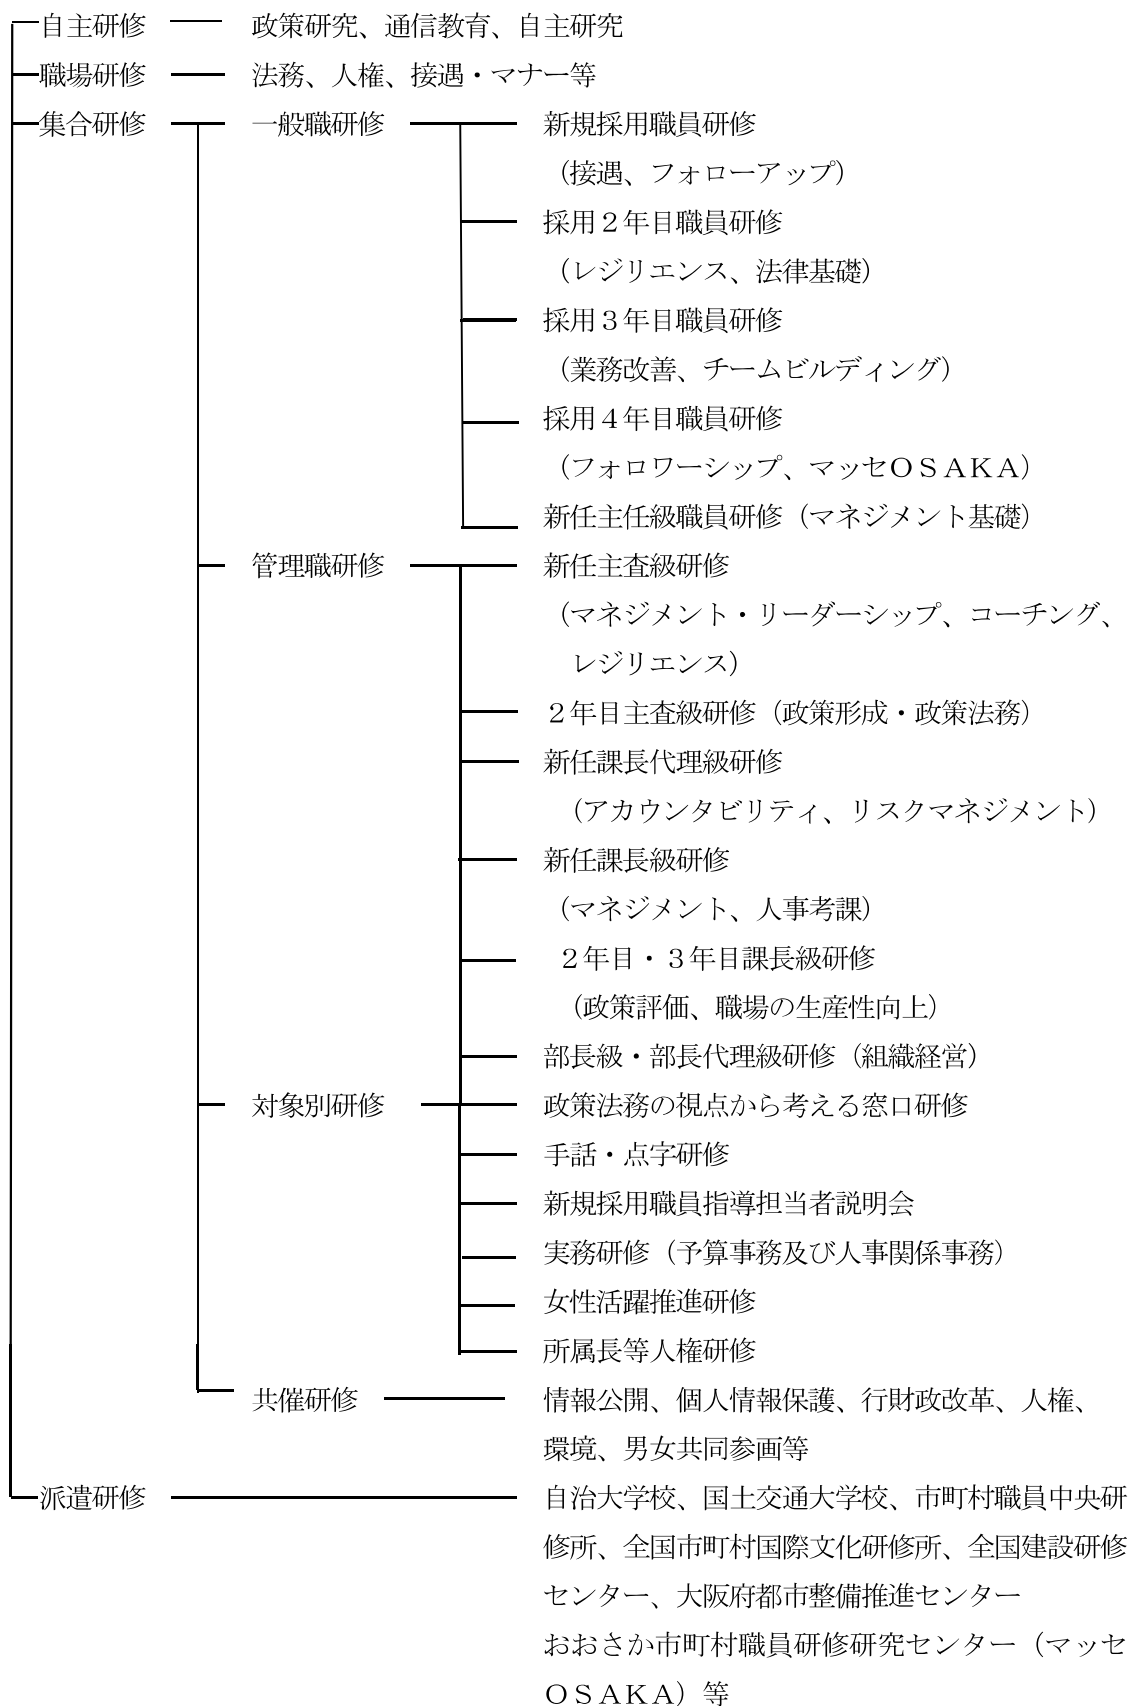 自主研修 政策研究、通信教育、自主研究
職場研修 法務、人権、接遇・マナー等
集合研修 一般職研修 新規採用職員研修
（接遇、フォローアップ）
採用２年目職員研修
（レジリエンス、法律基礎）
採用３年目職員研修
（業務改善、チームビルディング）
採用４年目職員研修
（フォロワーシップ、マッセＯＳＡＫＡ）
新任主任級職員研修（マネジメント基礎）
管理職研修 新任主査級研修
（マネジメント・リーダーシップ、コーチング、
レジリエンス）
２年目主査級研修（政策形成・政策法務）
新任課長代理級研修
（アカウンタビリティ、リスクマネジメント）
新任課長級研修
（マネジメント、人事考課）
２年目・３年目課長級研修
（政策評価、職場の生産性向上）
部長級・部長代理級研修（組織経営）
対象別研修 政策法務の視点から考える窓口研修
手話・点字研修
新規採用職員指導担当者説明会
実務研修（予算事務及び人事関係事務）
女性活躍推進研修
所属長等人権研修
共催研修 情報公開、個人情報保護、行財政改革、人権、
環境、男女共同参画等
派遣研修 自治大学校、国土交通大学校、市町村職員中央研
修所、全国市町村国際文化研修所、全国建設研修
センター、大阪府都市整備推進センター
おおさか市町村職員研修研究センター（マッセ
ＯＳＡＫＡ）等